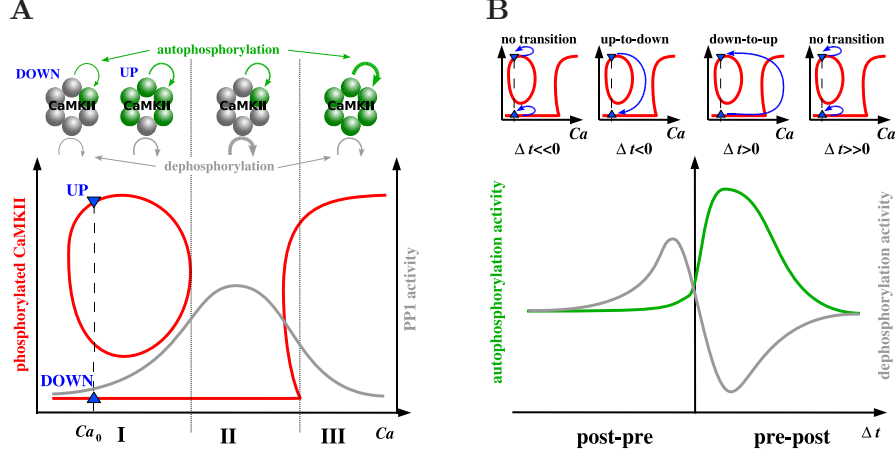 A
autophosphorylation
DOWN
UP
CaMKII
CaMKII
CaMKII
CaMKII
dephosphorylation
UP
DOWN
phosphorylated CaMKII
PP1 activity
Ca0
I
II
III
Ca
B
no transition
up-to-down
down-to-up
no transition
Ca
Ca
Ca
Ca
Δ t<<0
Δ t<0
Δ t>0
Δ t>>0
autophosphorylation activity
dephosphorylation activity
post-pre
pre-post
Δ t